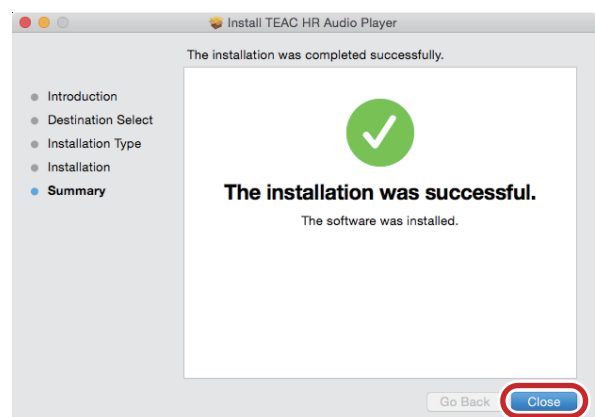 Install TEAC HR Audio Player
The installation was completed successfully.
Introduction
Destination Select
Installation Type
Installation
Summary
The installation was successful.
The software was installed.
Go Back
Close